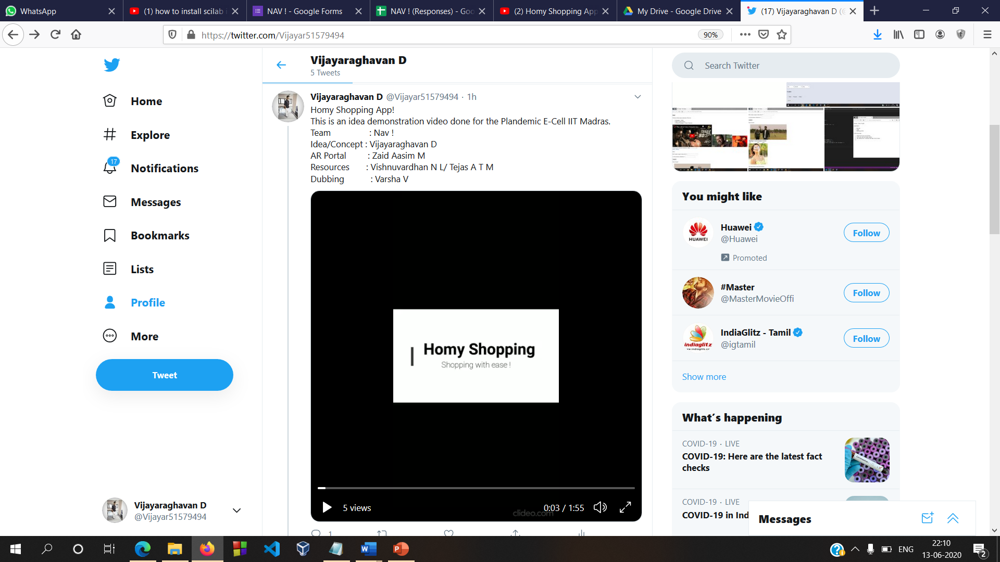 WhatsApp
(1) how to install scilab i
NAV ! - Google Forms
NAV ! (Responses) - Goo
(2) Homy Shopping App
My Drive - Google Drive
(17) Vijayaraghavan D (@
https://twitter.com/Vijayar51579494
90%
Home
Explore
17
Notifications
Messages
Bookmarks
Lists
Profile
More
Tweet
Vijayaraghavan D
@Vijayar51579494
Vijayaraghavan D
5 Tweets
Vijayaraghavan D @Vijayar51579494 · 1h
Homy Shopping App!
This is an idea demonstration video done for the Plandemic E-Cell IIT Madras.
Team : Nav !
Idea/Concept : Vijayaraghavan D
AR Portal : Zaid Aasim M
Resources : Vishnuvardhan N L/ Tejas A T M
Dubbing : Varsha V
Homy Shopping
Shopping with ease !
5 views
0:03 / 1:55
clideo.com
1
Search Twitter
You might like
HUAWEI
Huawei
@Huawei
Promoted
Follow
#Master
@MasterMovieOffi
Follow
indiaglitz
IndiaGlitz - Tamil
@igtamil
Follow
Show more
What's happening
COVID-19 · LIVE
COVID-19: Here are the latest fact
checks
COVID-19 · LIVE
COVID-19 in Ind
Messages
ENG
22:10
13-06-2020
2